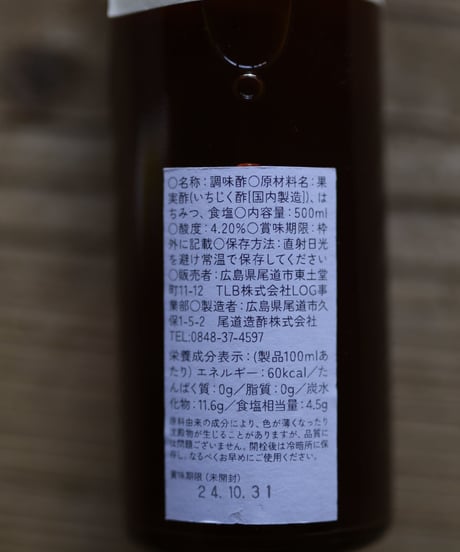 〇名称：調味酢〇原材料名：果
実酢(いちじく酢[国内製造])、は
ちみつ、食塩〇内容量：500ml
〇酸度：4.20%〇賞味期限：枠
外に記載〇保存方法：直射日光
を避け常温で保存してください
〇販売者：広島県尾道市東土堂
町11-12　TLB株式会社LOG事
業部〇製造者：広島県尾道市久
保1-5-2　尾道造酢株式会社
TEL:0848-37-4597
栄養成分表示：(製品100mlあ
たり) エネルギー：60kcal/た
んぱく質：0g/脂質：0g/炭水
化物：11.6g/食塩相当量：4.5g
原料由来の成分により、色が薄くなったり
沈殿物が生じることがありますが、品質に
は問題ございません。開栓後は冷暗所に保
存し、なるべくお早めにご使用ください。
賞味期限（未開封）
24.10.31